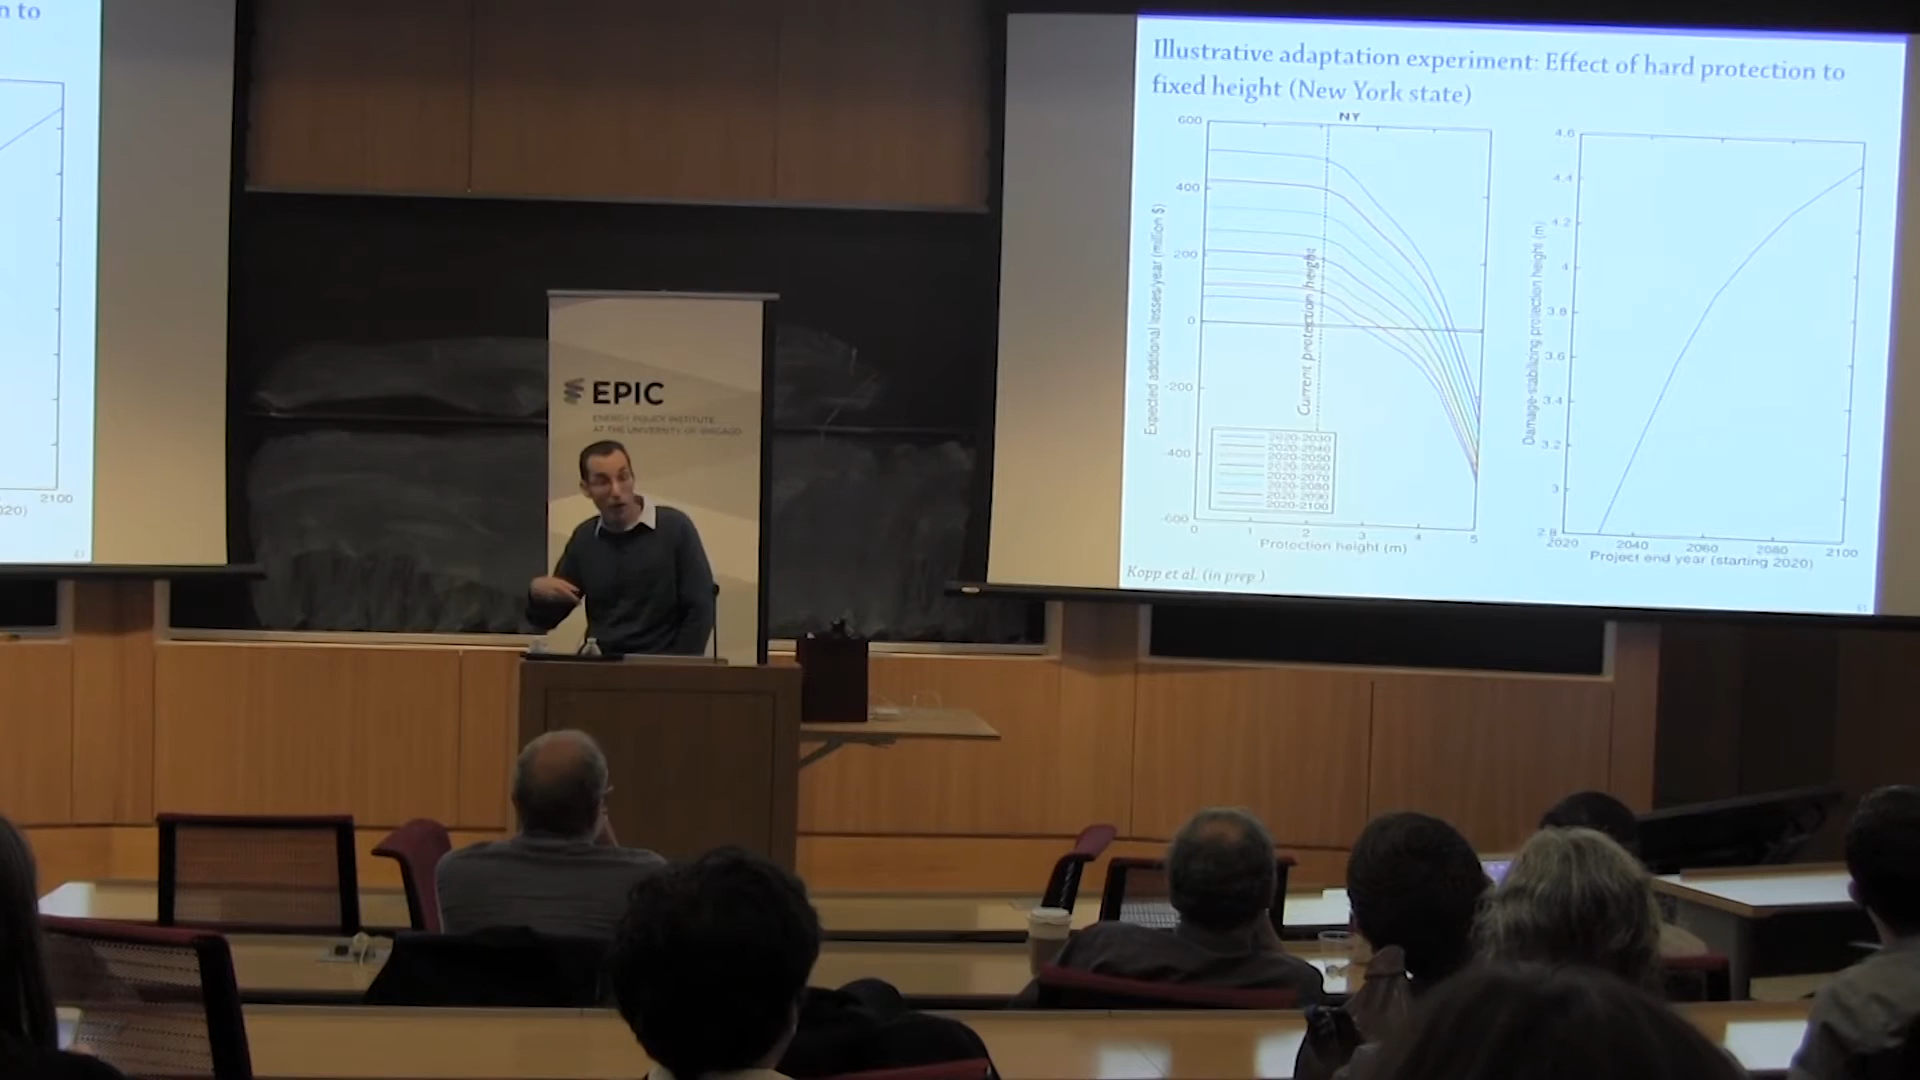 n to
2100
020)
EPIC
ENERGY POLICY INSTITUTE
AT THE UNIVERSITY OF CHICAGO
Illustrative adaptation experiment: Effect of hard protection to
fixed height (New York state)
NY
600
400
200
0
-200
-400
-600
Expected additional losses/year (million $)
Current protection height
2020-2030
2020-2040
2020-2050
2020-2060
2020-2070
2020-2080
2020-2090
2020-2100
0 1 2 3 4 5
Protection height (m)
4.6
4.4
4.2
4
3.8
3.6
3.4
3.2
3
2.8
Damage-stabilizing protection height (m)
2020 2040 2060 2080 2100
Project end year (starting 2020)
Kopp et al. (in prep.)